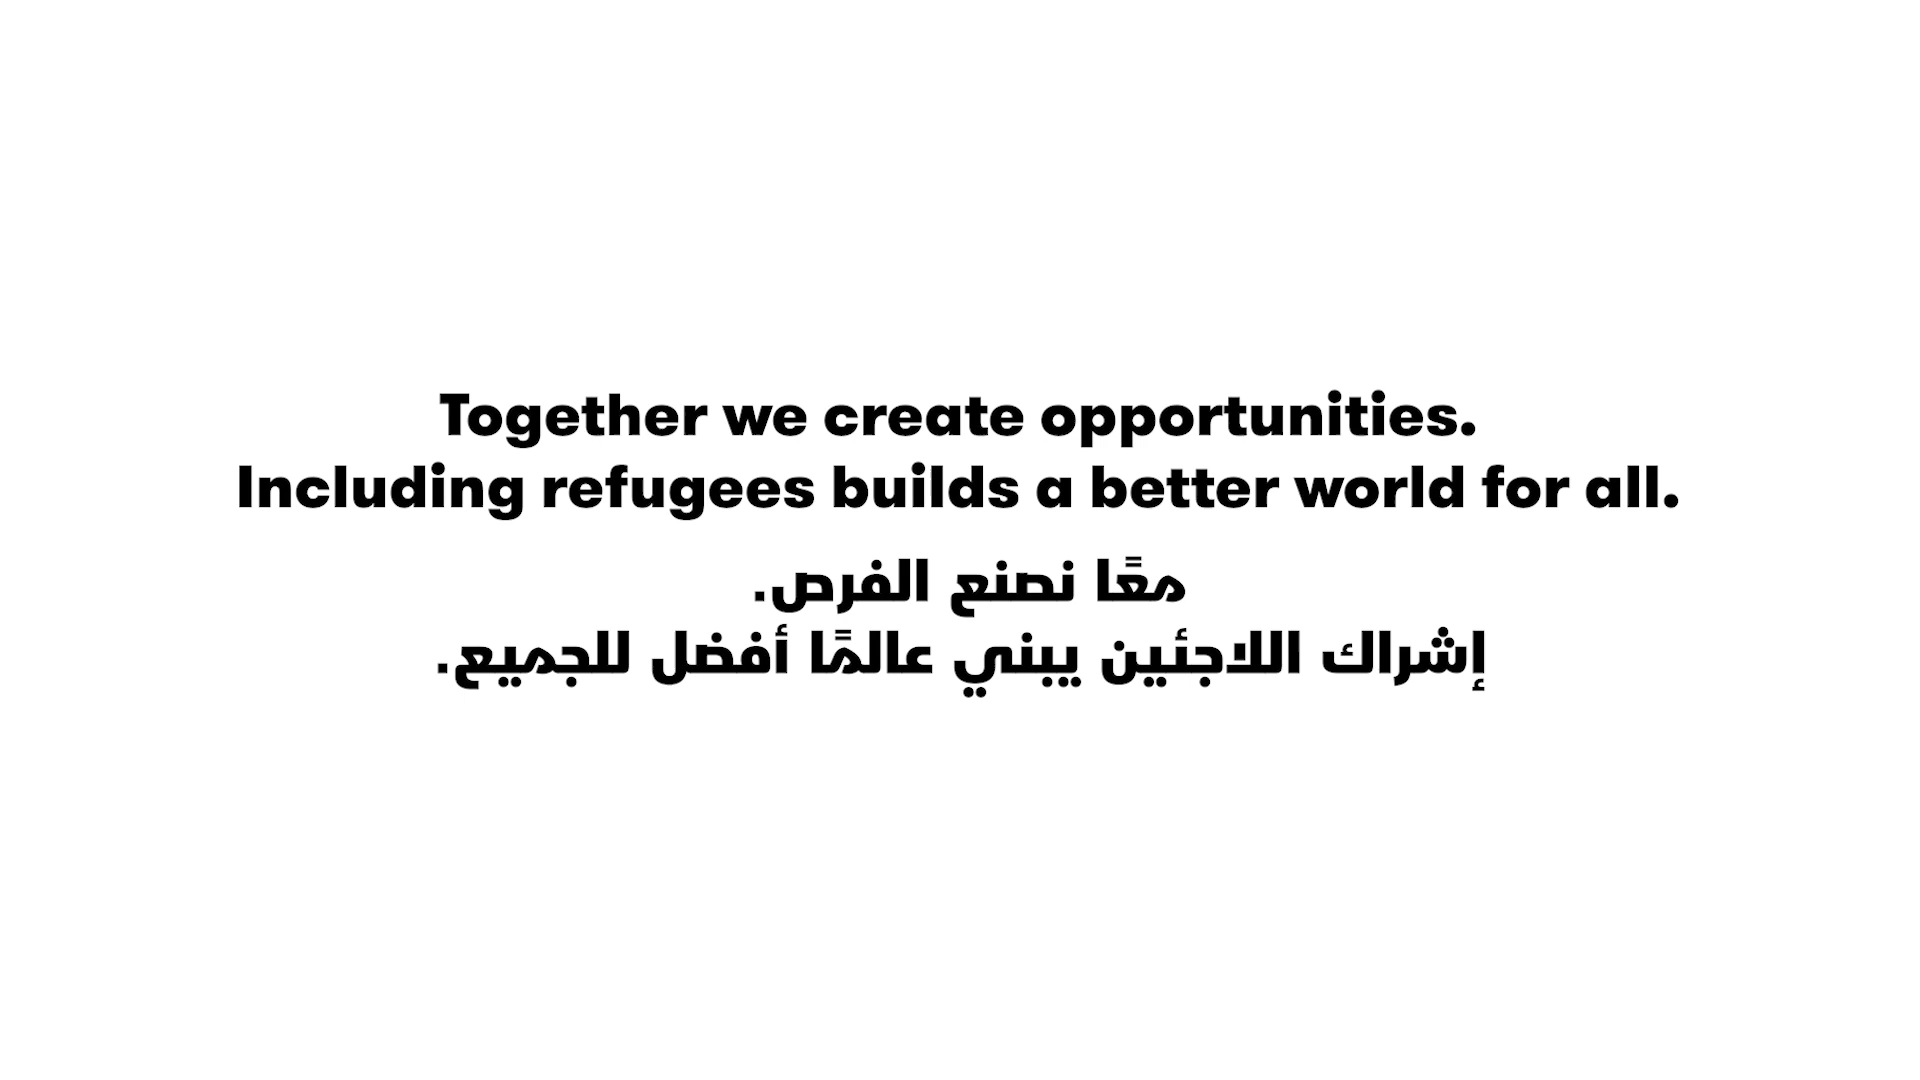 Together we create opportunities.
Including refugees builds a better world for all.
معًا نصنع الفرص.
إشراك اللاجئين يبني عالمًا أفضل للجميع.